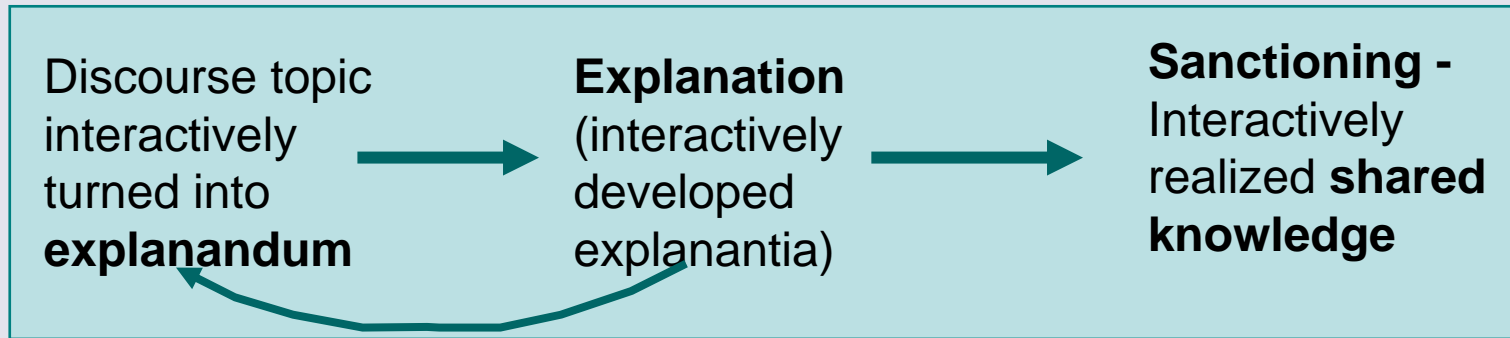 Discourse topic
interactively
turned into
explanandum
Explanation
(interactively
developed
explanantia)
Sanctioning -
Interactively
realized shared
knowledge